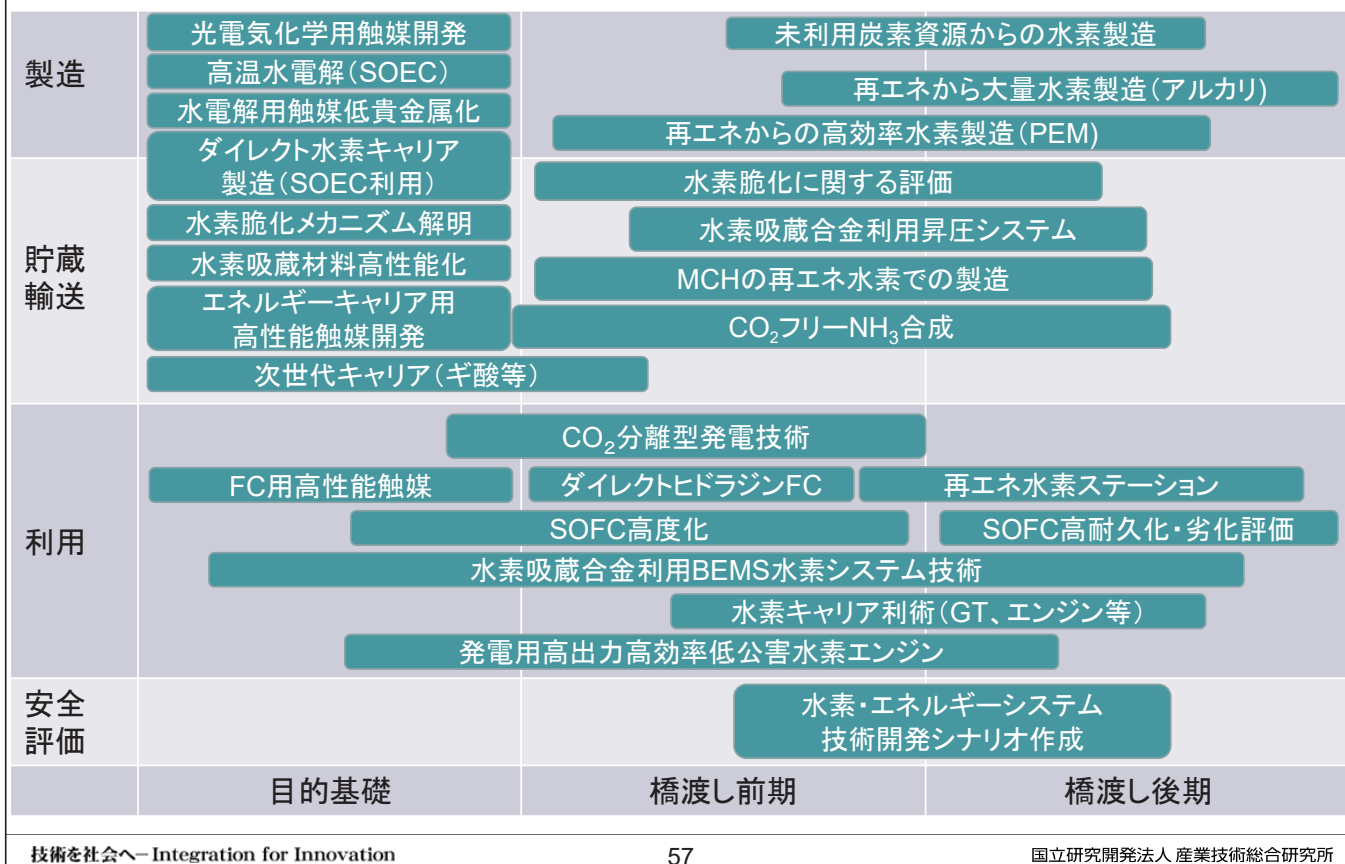 製造
光電気化学用触媒開発
高温水電解（SOEC）
水電解用触媒低貴金属化
ダイレクト水素キャリア
製造（SOEC利用）
未利用炭素資源からの水素製造
再エネから大量水素製造（アルカリ)
再エネからの高効率水素製造（PEM)
貯蔵
輸送
水素脆化メカニズム解明
水素吸蔵材料高性能化
エネルギーキャリア用
高性能触媒開発
次世代キャリア（ギ酸等）
水素脆化に関する評価
水素吸蔵合金利用昇圧システム
MCHの再エネ水素での製造
CO₂フリーNH₃合成
利用
CO₂分離型発電技術
FC用高性能触媒
ダイレクトヒドラジンFC
再エネ水素ステーション
SOFC高度化
SOFC高耐久化・劣化評価
水素吸蔵合金利用BEMS水素システム技術
水素キャリア利術（GT、エンジン等）
発電用高出力高効率低公害水素エンジン
安全
評価
水素・エネルギーシステム
技術開発シナリオ作成
目的基礎
橋渡し前期
橋渡し後期
技術を社会へ－Integration for Innovation
57
国立研究開発法人 産業技術総合研究所